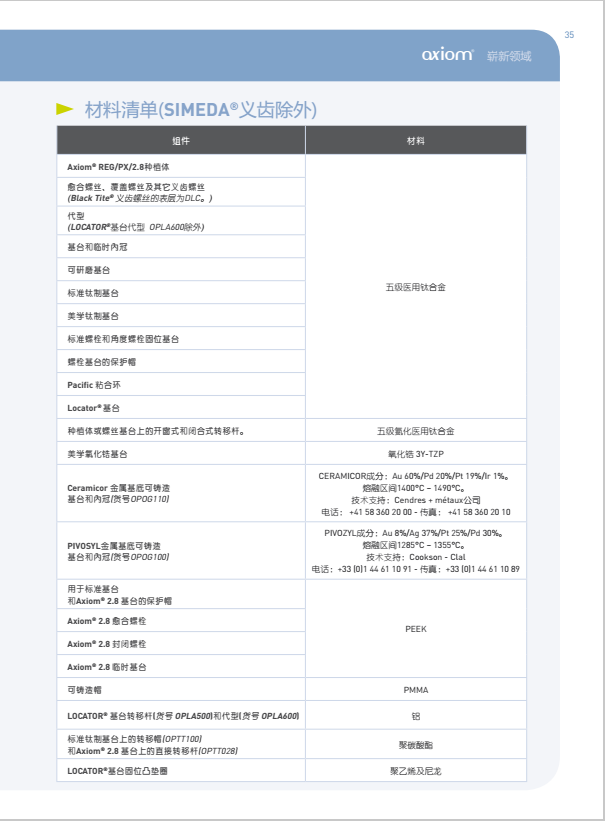 35
axiom® 崭新领域
材料清单(SIMEDA®义齿除外)
组件
材料
Axiom® REG/PX/2.8种植体
愈合螺丝、覆盖螺丝及其它义齿螺丝
(Black Tite® 义齿螺丝的表层为DLC。)
代型
(LOCATOR®基台代型 OPLA600除外)
基台和临时内冠
可研磨基台
标准钛制基台
美学钛制基台
标准螺栓和角度螺栓固位基台
螺栓基台的保护帽
Pacific 粘合环
Locator®基台
五级医用钛合金
种植体或螺丝基台上的开窗式和闭合式转移杆。
五级氮化医用钛合金
美学氧化锆基台
氧化锆 3Y-TZP
Ceramicor 金属基底可铸造
基台和内冠(货号OPOG110)
CERAMICOR成分：Au 60%/Pd 20%/Pt 19%/Ir 1%。
熔融区间1400°C – 1490°C。
技术支持：Cendres + métaux公司
电话： +41 58 360 20 00 - 传真： +41 58 360 20 10
PIVOSYL金属基底可铸造
基台和内冠(货号OPOG100)
PIVOZYL成分：Au 8%/Ag 37%/Pt 25%/Pd 30%。
熔融区间1285°C – 1355°C。
技术支持：Cookson - Clal
电话：+33 (0)1 44 61 10 91 - 传真：+33 (0)1 44 61 10 89
用于标准基台
和Axiom® 2.8 基台的保护帽
Axiom® 2.8 愈合螺栓
Axiom® 2.8 封闭螺栓
Axiom® 2.8 临时基台
PEEK
可铸造帽
PMMA
LOCATOR® 基台转移杆(货号 OPLA500)和代型(货号 OPLA600)
铝
标准钛制基台上的转移帽(OPTT100)
和Axiom® 2.8 基台上的直接转移杆(OPTT028)
聚碳酸酯
LOCATOR®基台固位凸垫器
聚乙烯及尼龙